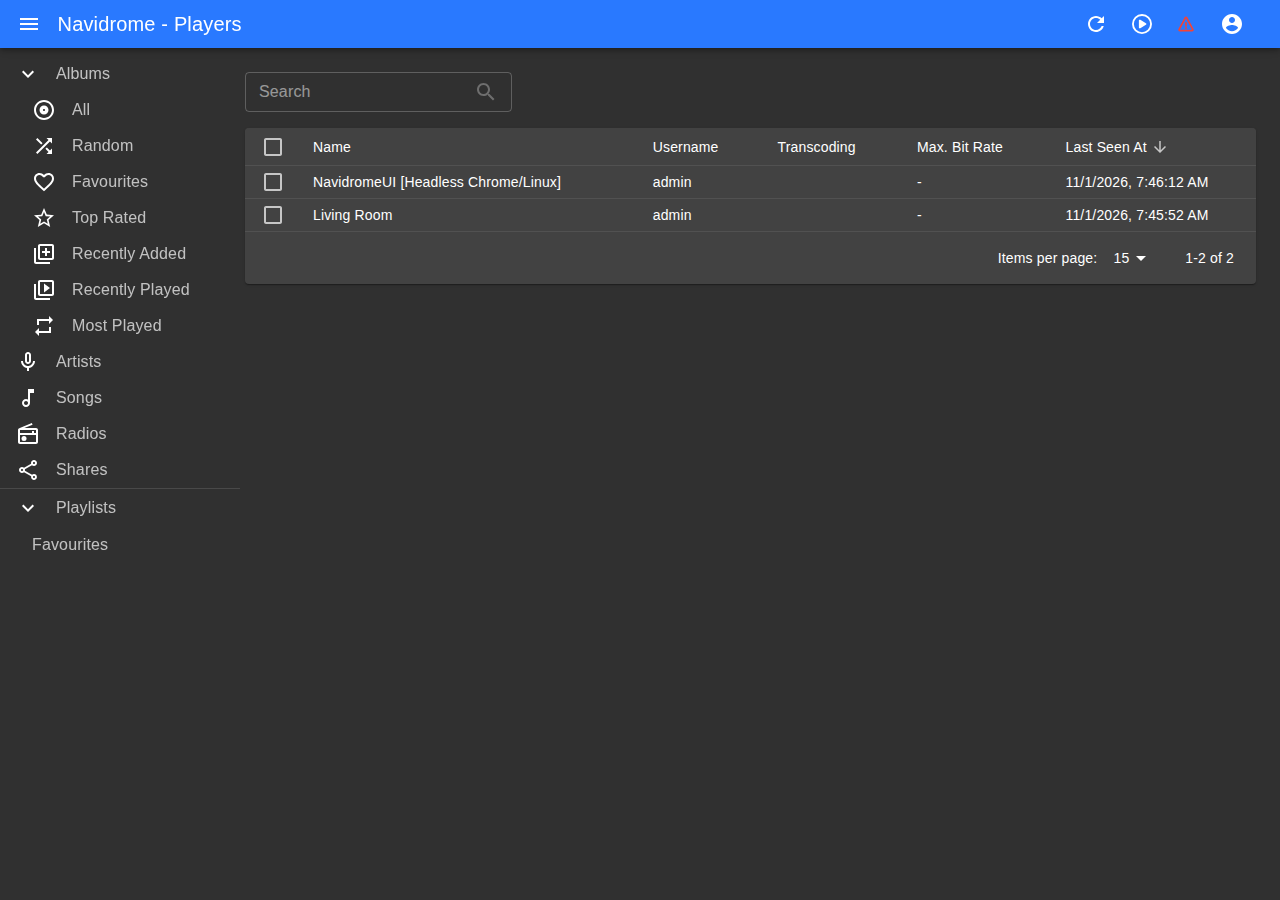 Navidrome - Players
Albums
All
Random
Favourites
Top Rated
Recently Added
Recently Played
Most Played
Artists
Songs
Radios
Shares
Playlists
Favourites
Search
Name Username Transcoding Max. Bit Rate Last Seen At
NavidromeUI [Headless Chrome/Linux] admin - 11/1/2026, 7:46:12 AM
Living Room admin - 11/1/2026, 7:45:52 AM
Items per page: 15 1-2 of 2